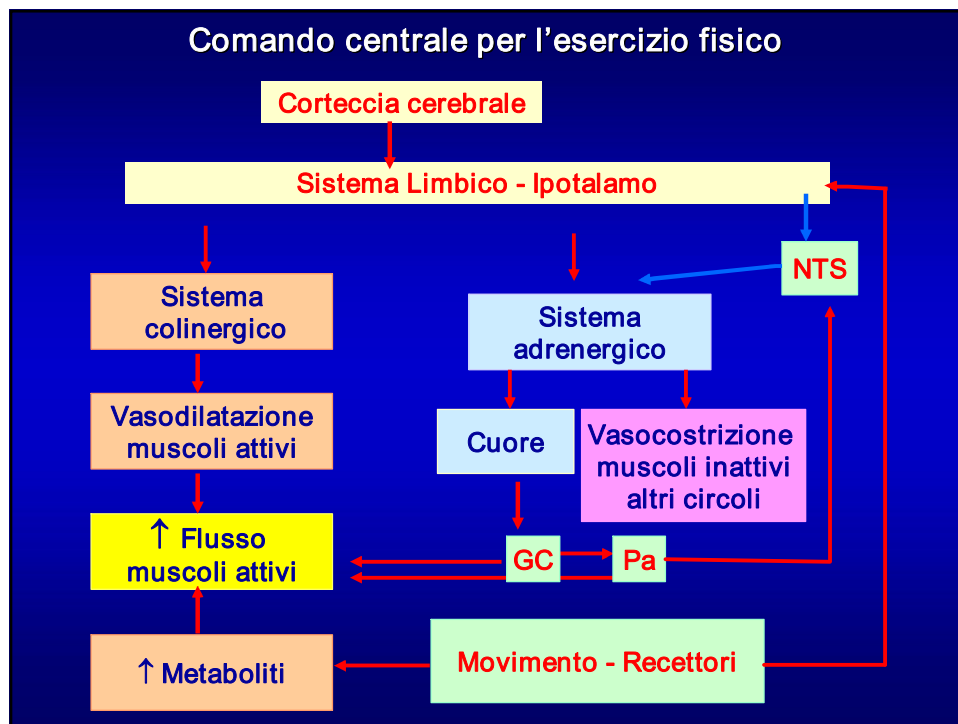 Comando centrale per l’esercizio fisico
Corteccia cerebrale
Sistema Limbico - Ipotalamo
NTS
Sistema
colinergico
Sistema
adrenergico
Vasodilatazione
muscoli attivi
Cuore
Vasocostrizione
muscoli inattivi
altri circoli
↑ Flusso
muscoli attivi
GC
Pa
↑ Metaboliti
Movimento - Recettori